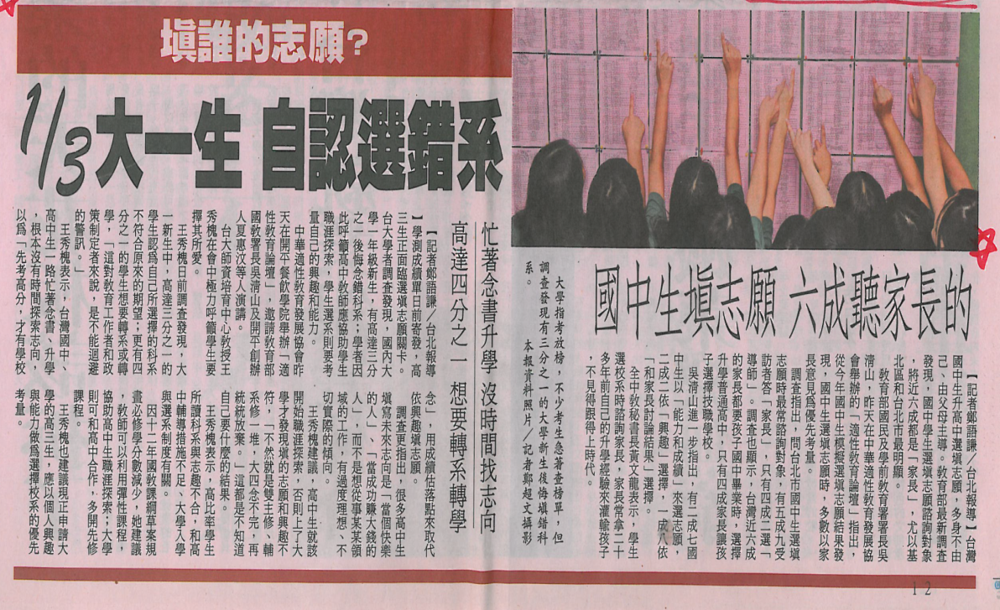 填誰的志願?
1/3大一生 自認選錯系
忙著念書升學 沒時間找志向
高達四分之一 想要轉系轉學
【記者鄭語謙/台北報導
】學測成績單日前寄發,高
三生正面臨選填志願關卡。
台大學者調查發現,國內大
學一年級新生,有高達三分
之一後悔念錯科系;學者因
此呼籲高中教師應協助學生
職涯探索,學生選系則要考
量自己的興趣和能力。
中華適性教育發展協會昨
天在開平餐飲學院舉辦「適
性教育論壇」,邀請教育部
國教署長吳清山及開平創辦
人夏惠汶等人演講。
台大師資培育中心教授王
秀槐在會中極力呼籲學生要
擇其所愛。
王秀槐日前調查發現,大
一新生中,高達三分之一的
學生認爲自己所選擇的科系
不符合原來的期望;更有四
分之一的學生想要轉系或轉
學,「這對教育工作者和政
策制定者來說,是不能迴避
的警訊。」
王秀槐表示,台灣國中、
高中生一路忙著念書、升學
,根本沒有時間探索志向,
以爲「先考高分,才有學校
念」,用成績估落點來取代
依興趣填志願。
調查更指出,很多高中生
填寫未來志向是「當個快樂
的人」、「當成功賺大錢的
人」,而不是想從事某某領
域的工作,有過度理想、不
切實際的傾向。
王秀槐建議,高中生就該
開始職涯探索,否則上了大
學才發現填的志願和興趣不
符,「不然就是雙主修、輔
系修一堆,大四念不完,再
統統放棄。」這都是不知道
自己要什麼的結果。
王秀槐表示,高比率學生
所讀科系與志趣不合,和高
中輔導措施不足、大學入學
與選系制度有關。
因十二年國教課綱草案規
畫必修學分數減少,她建議
,教師可以利用彈性課程,
協助高中生職涯探索;大學
則可和高中合作,多開先修
課程。
王秀槐也建議現正申請大
學的高三生,應以個人興趣
與能力做爲選擇校系的優先
考量。
大學指考放榜,不少考生急著查榜單,但
調查發現有三分之一的大學新生後悔填錯科
系。 本報資料照片/記者鄭超文攝影
國中生填志願 六成聽家長的
【記者鄭語謙/台北報導】台灣
國中生升高中選填志願,多身不由
己、由父母主導。教育部最新調查
發現,國中學生選填志願諮詢對象
,將近六成都是「家長」,尤以基
北區和台北市最明顯。
教育部國民及學前教育署署長吳
清山,昨天在中華適性教育發展協
會舉辦的「適性教育論壇」指出,
從今年國中生模擬選填志願結果發
現,國中生選填志願時,多數以家
長意見爲優先考量。
調查指出,問台北市國中生選填
志願時最常諮詢對象,有五成九受
訪者答「家長」,只有四成二選「
導師」。調查也顯示,台灣近六成
的家長都要孩子國中畢業時,選擇
升學普通高中,只有四成家長讓孩
子選擇技職學校。
吳清山進一步指出,有二成七國
中生以「能力和成績」來選志願,
二成二依「興趣」選擇,一成八依
「和家長討論結果」選擇。
全中教秘書長黃文龍表示,學生
選校系時諮詢家長,家長常拿二十
多年前自己的升學經驗來灌輸孩子
,不見得跟得上時代。
12